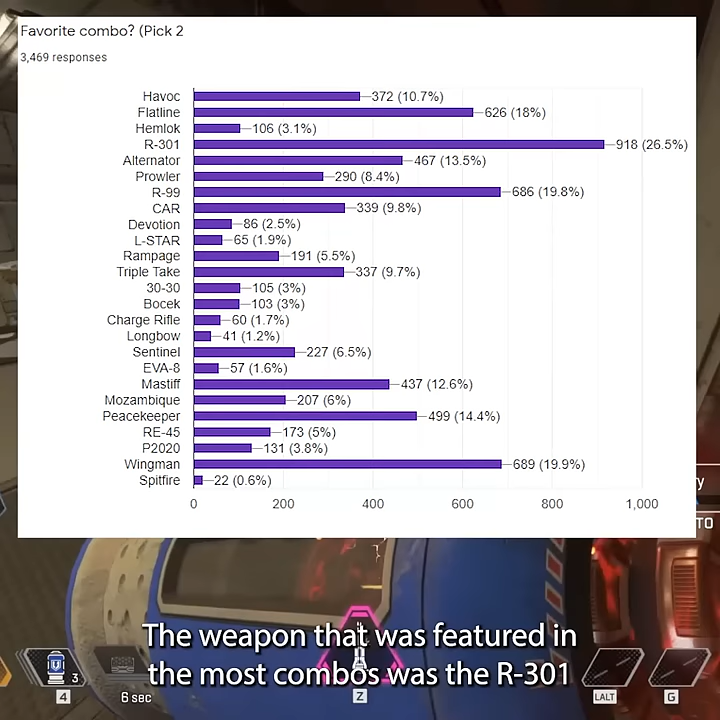 Favorite combo? (Pick 2
3,469 responses
Havoc 372 (10.7%)
Flatline 626 (18%)
Hemlok 106 (3.1%)
R-301 918 (26.5%)
Alternator 467 (13.5%)
Prowler 290 (8.4%)
R-99 686 (19.8%)
CAR 339 (9.8%)
Devotion 86 (2.5%)
L-STAR 65 (1.9%)
Rampage 191 (5.5%)
Triple Take 337 (9.7%)
30-30 105 (3%)
Bocek 103 (3%)
Charge Rifle 60 (1.7%)
Longbow 41 (1.2%)
Sentinel 227 (6.5%)
EVA-8 57 (1.6%)
Mastiff 437 (12.6%)
Mozambique 207 (6%)
Peacekeeper 499 (14.4%)
RE-45 173 (5%)
P2020 131 (3.8%)
Wingman 689 (19.9%)
Spitfire 22 (0.6%)
0 200 400 600 800 1,000
y
TO
The weapon that was featured in
the most combos was the R-301
3
4 6 sec Z LALT G